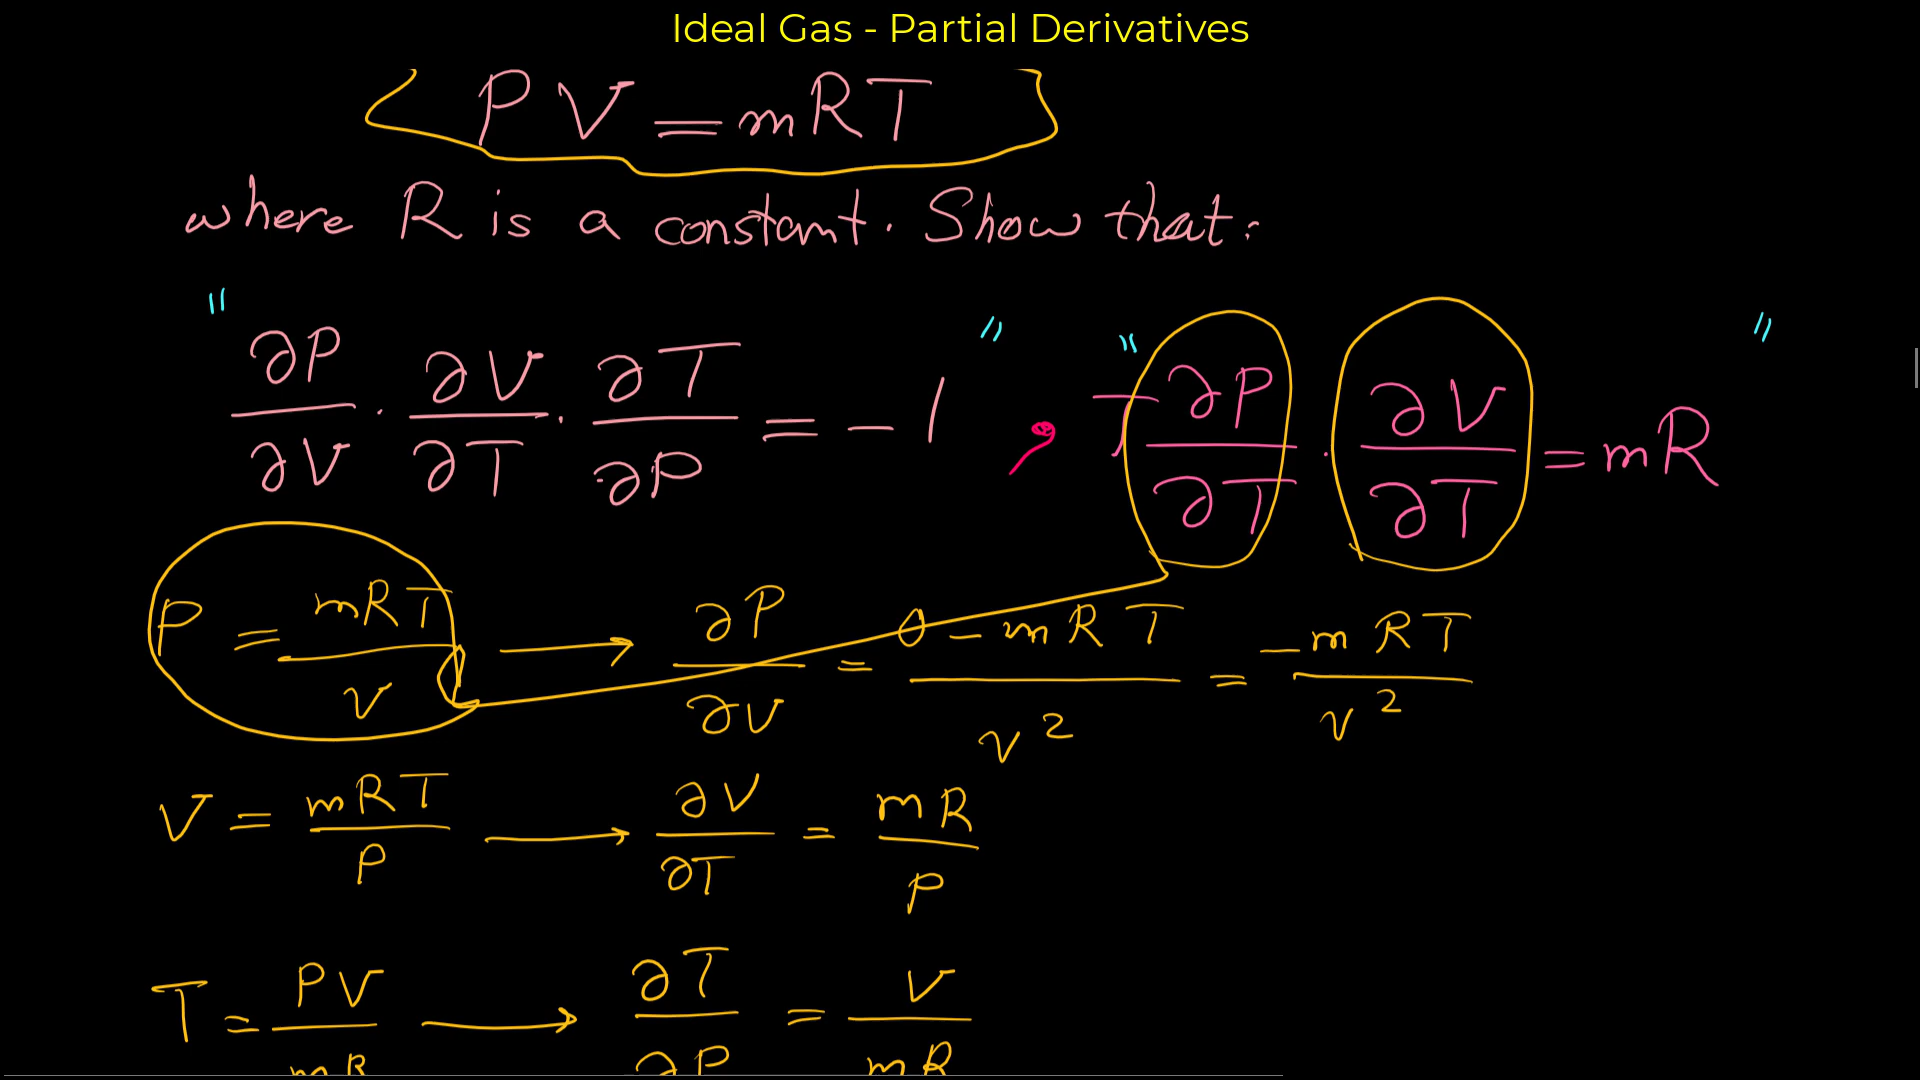 Ideal Gas - Partial Derivatives
PV = mRT
where R is a constant. Show that:
" ∂P/∂V · ∂V/∂T · ∂T/∂P = -1 " , " T ∂P/∂T · ∂V/∂T = mR "
P = mRT/V → ∂P/∂V = 0 - mRT / V² = -mRT / V²
V = mRT/P → ∂V/∂T = mR/P
T = PV/mR → ∂T/∂P = V/mR